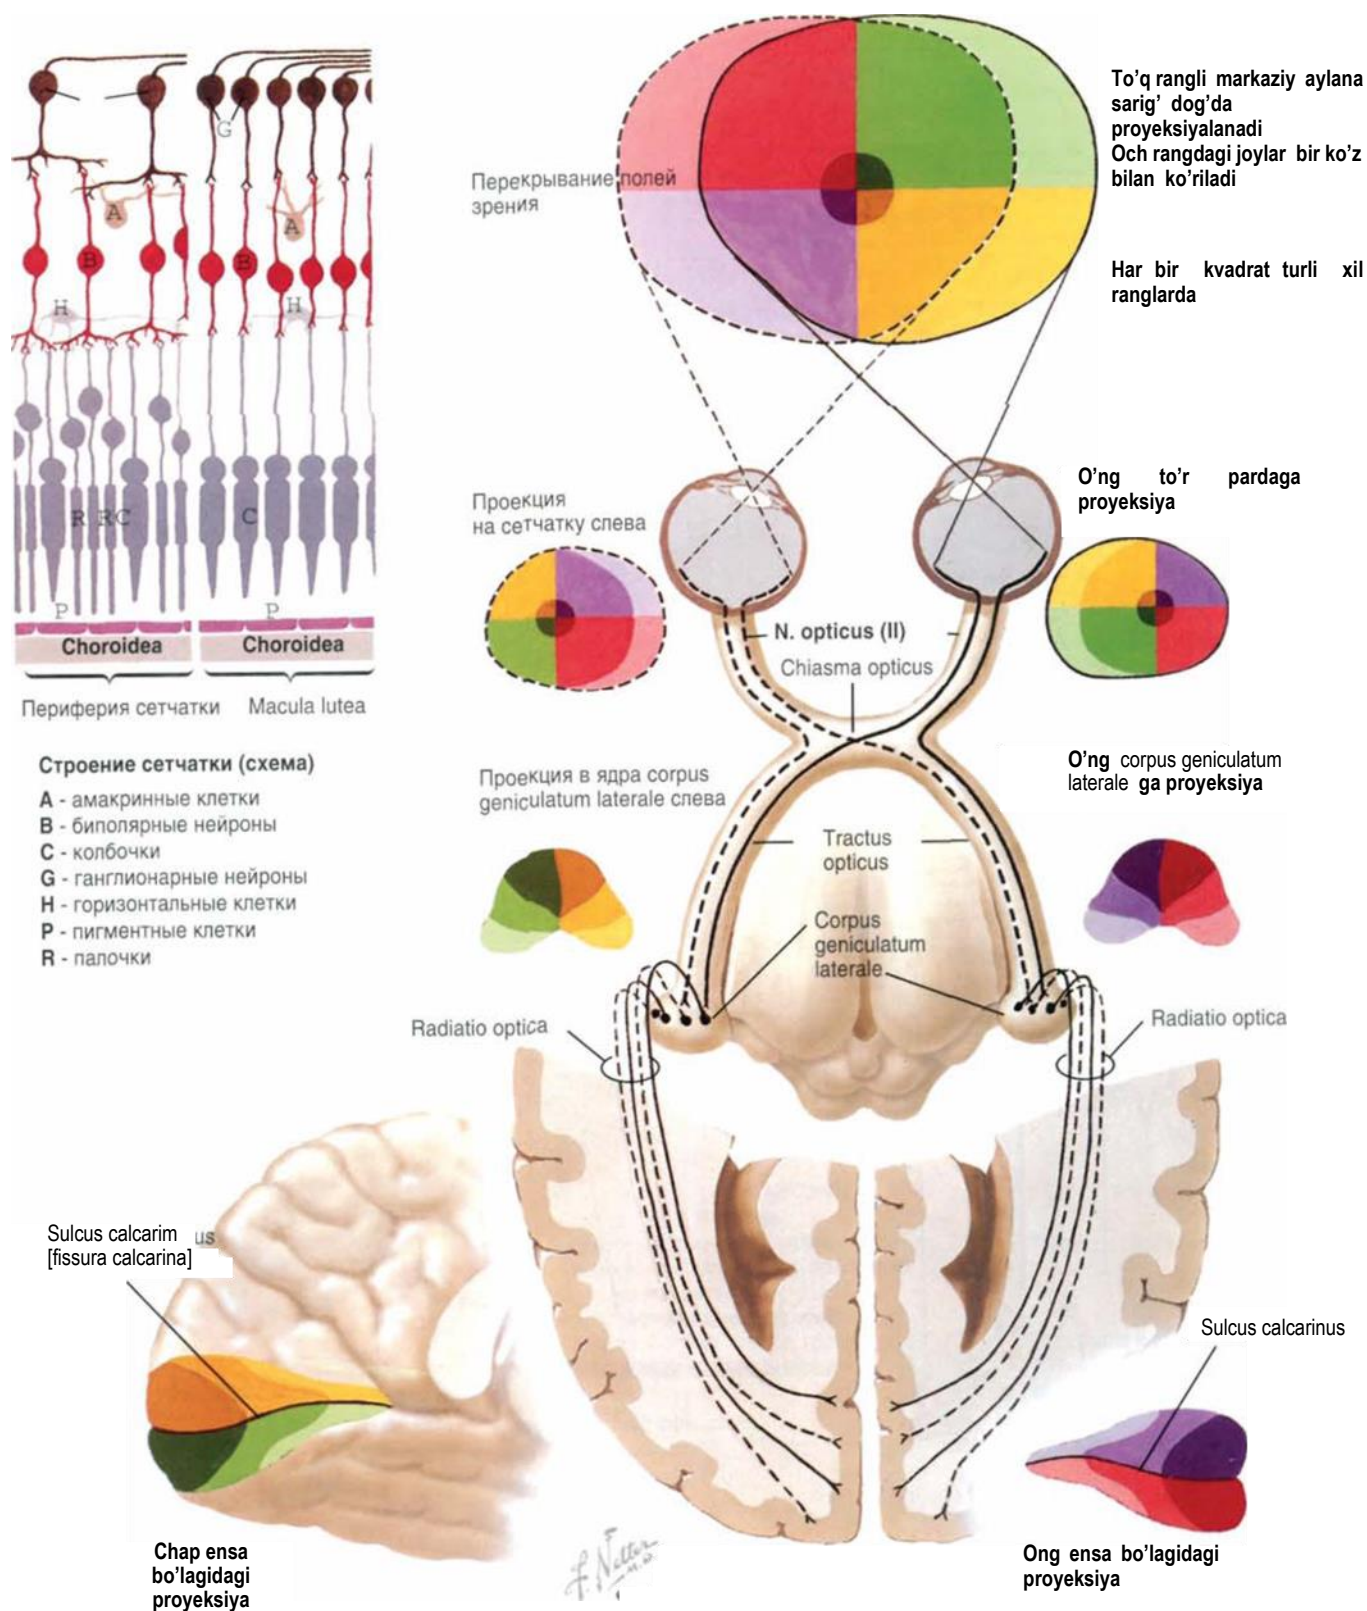 To’q rangli markaziy aylana
sarig’ dog’da
proyeksiyalanadi
Och rangdagi joylar bir ko’z
bilan ko’riladi
Har bir kvadrat turli xil
ranglarda
Перекрывание полей
зрения
G
A
A
B
B
H
H
R R C
C
P
P
Choroidea
Choroidea
Периферия сетчатки
Macula lutea
Строение сетчатки (схема)
A - амакринные клетки
B - биполярные нейроны
C - колбочки
G - ганглионарные нейроны
H - горизонтальные клетки
P - пигментные клетки
R - палочки
Проекция
на сетчатку слева
O’ng to’r pardaga
proyeksiya
N. opticus (II)
Chiasma opticus
Проекция в ядра corpus
geniculatum laterale слева
O’ng corpus geniculatum
laterale ga proyeksiya
Tractus
opticus
Corpus
geniculatum
laterale
Radiatio optica
Radiatio optica
Sulcus calcarim us
[fissura calcarina]
Sulcus calcarinus
Chap ensa
bo’lagidagi
proyeksiya
Ong ensa bo’lagidagi
proyeksiya
F. Netter
M.D.